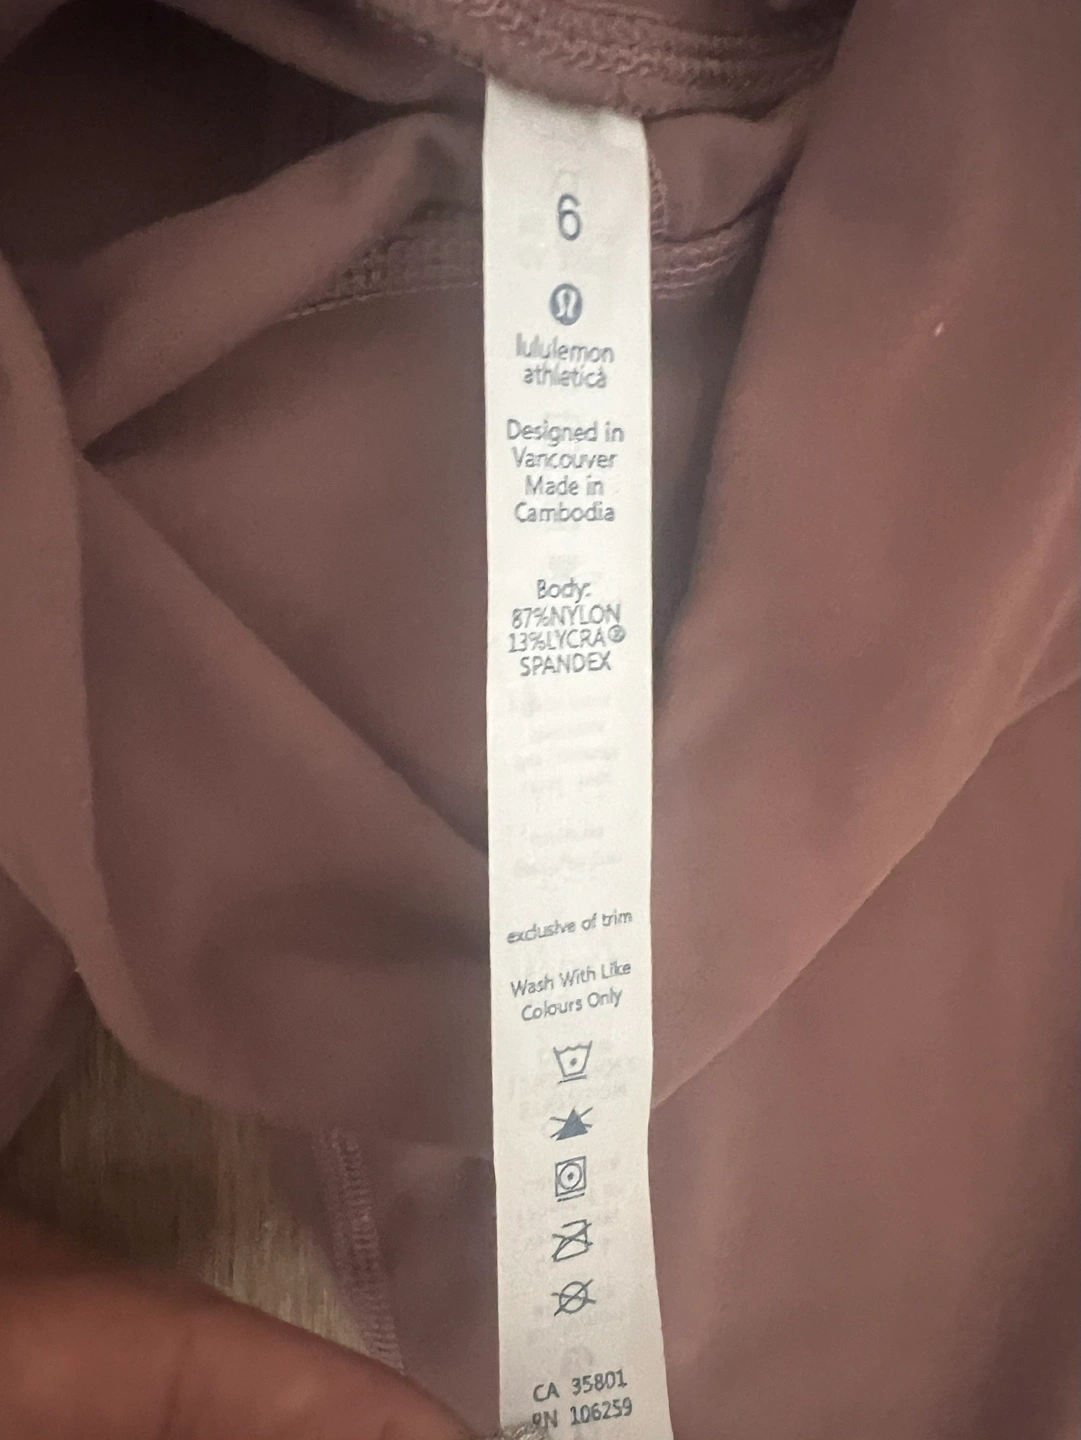 6
lululemon
athletica
Designed in
Vancouver
Made in
Cambodia
Body:
87%NYLON
13%LYCRA®
SPANDEX
exclusive of trim
Wash With Like
Colours Only
CA 35801
RN 106259